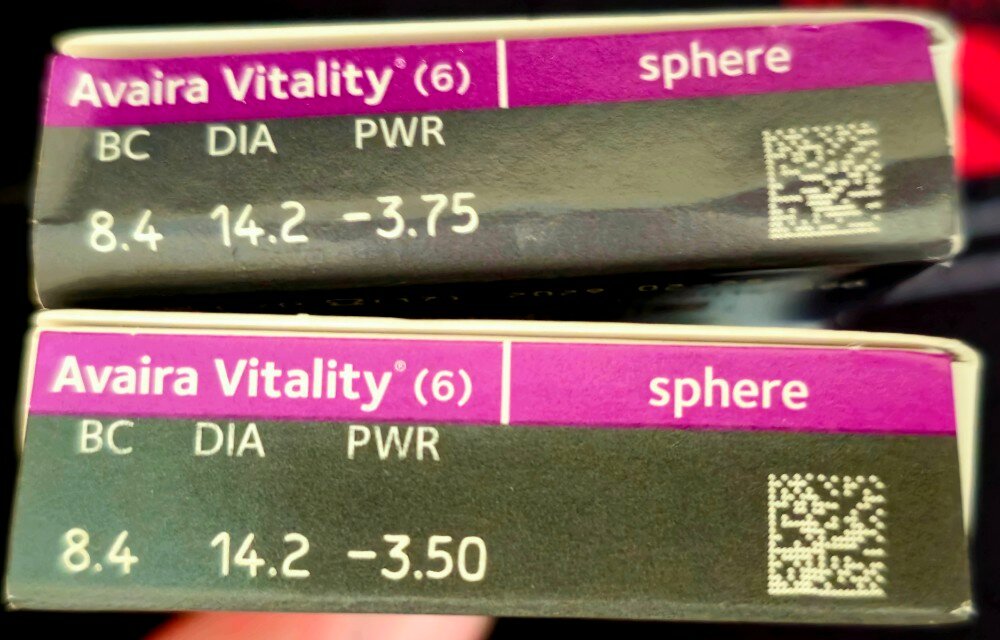 Avaira Vitality® (6) sphere
BC DIA PWR
8.4 14.2 -3.75
Avaira Vitality® (6) sphere
BC DIA PWR
8.4 14.2 -3.50